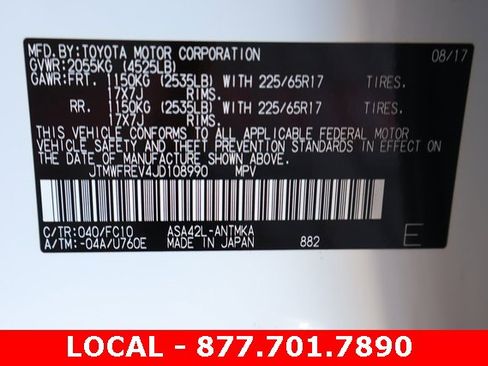 MFD.BY:TOYOTA MOTOR CORPORATION 08/17
GVWR:2055KG (4525LB)
GAWR:FRT. 1150KG (2535LB) WITH 225/65R17 TIRES.
17X7J RIMS.
RR. 1150KG (2535LB) WITH 225/65R17 TIRES.
17X7J RIMS.
THIS VEHICLE CONFORMS TO ALL APPLICABLE FEDERAL MOTOR
VEHICLE SAFETY AND THEFT PREVENTION STANDARDS IN EFFECT ON
THE DATE OF MANUFACTURE SHOWN ABOVE.
JTMWFREV4JD108990 MPV
C/TR:040/FC10 ASA42L-ANTMKA
A/TM:-04A/U760E MADE IN JAPAN 882 E
LOCAL - 877.701.7890